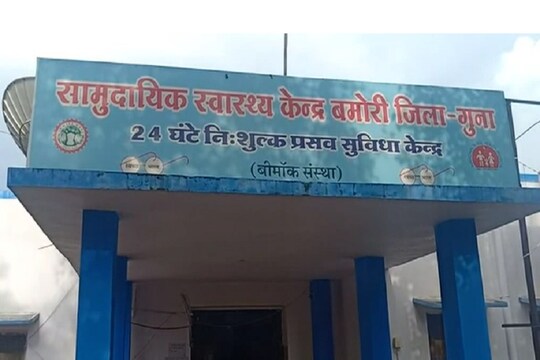 सामुदायिक स्वास्थ्य केन्द्र बमोरी जिला-गुना
24 घंटे निःशुल्क प्रसव सुविधा केन्द्र
(बीमॉक संस्था)